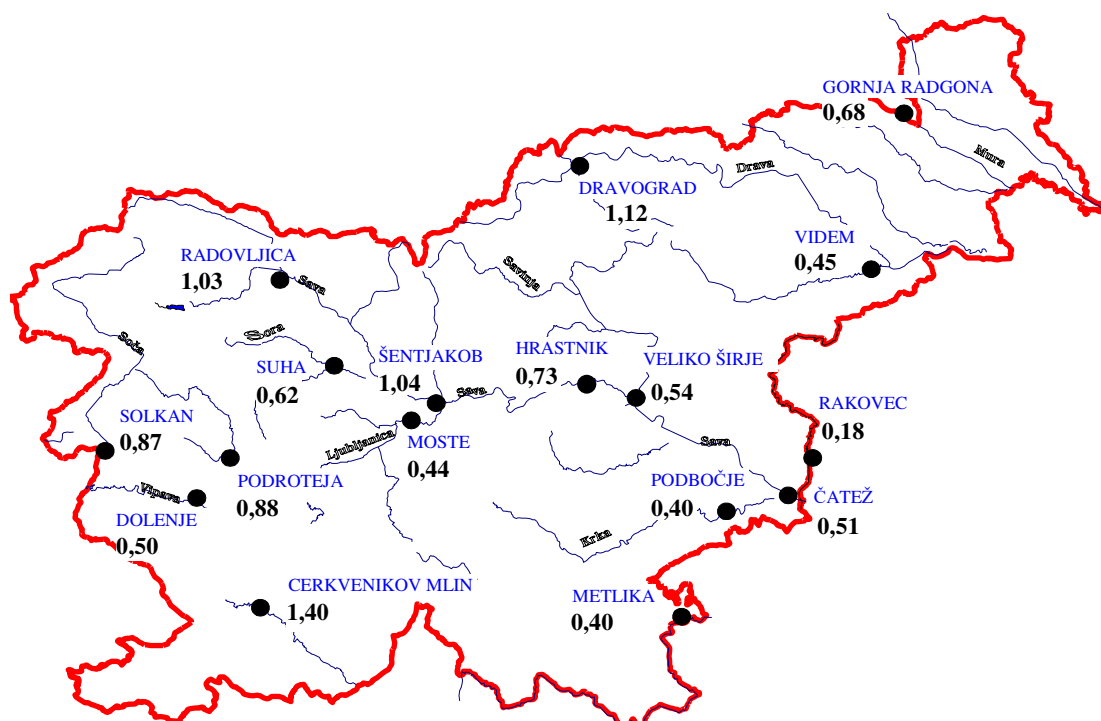 GORNJA RADGONA
0,68
Mura
Drava
DRAVOGRAD
1,12
VIDEM
0,45
RADOVLJICA
1,03
Sava
Savinja
Soča
Sora
SUHA
0,62
ŠENTJAKOB
1,04
Sava
HRASTNIK
0,73
VELIKO ŠIRJE
0,54
RAKOVEC
0,18
SOLKAN
0,87
Ljubljanica
MOSTE
0,44
Sava
PODROTEJA
0,88
Vipava
DOLENJE
0,50
PODBOČJE
0,40
ČATEŽ
0,51
Krka
CERKVENIKOV MLIN
1,40
METLIKA
0,40